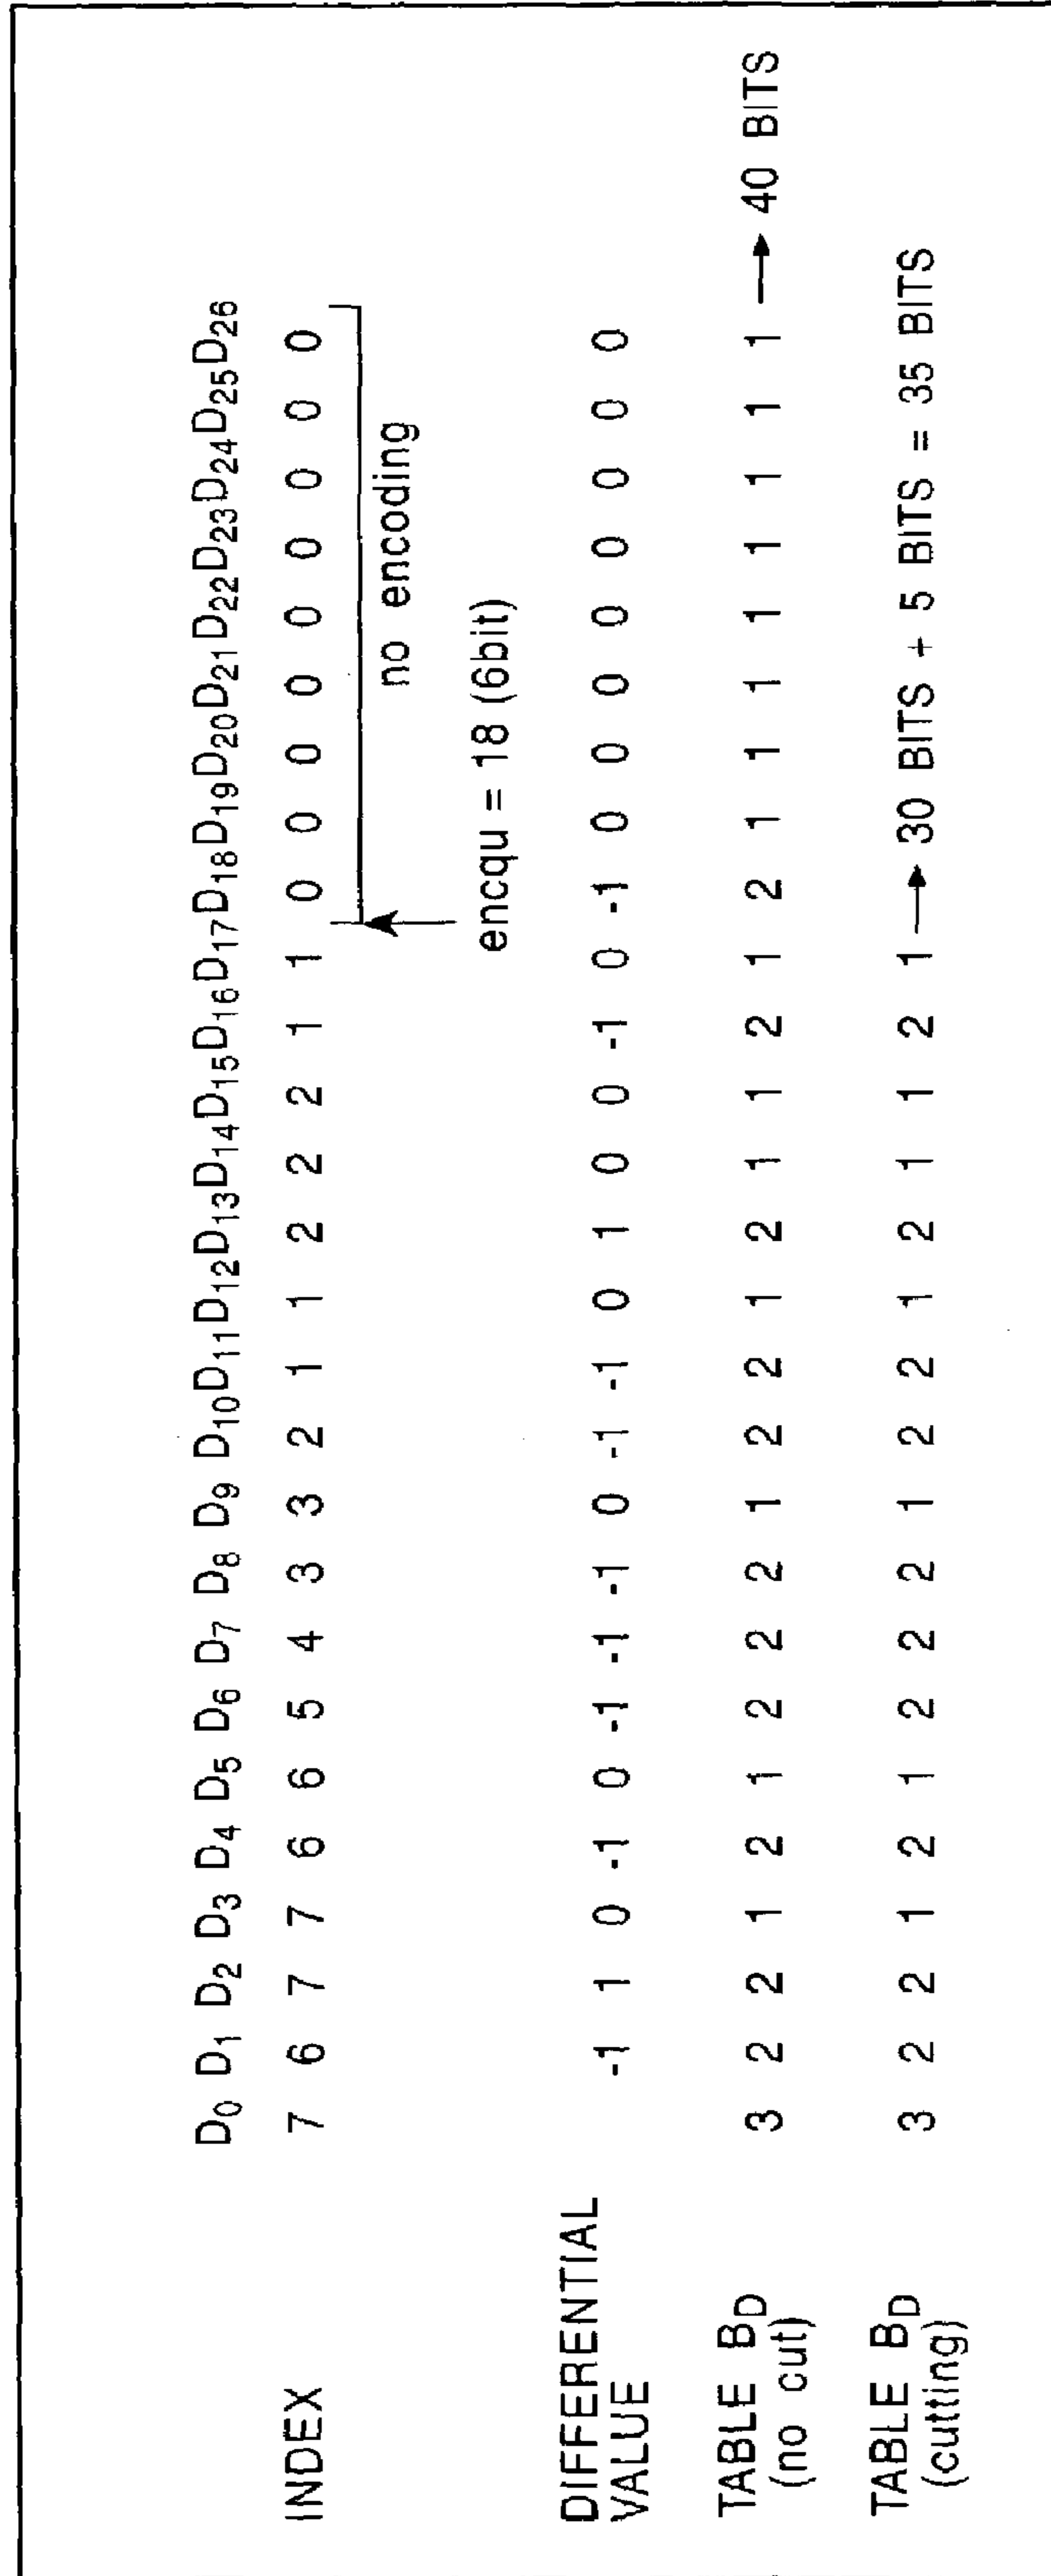 D0 D1 D2 D3 D4 D5 D6 D7 D8 D9 D10 D11 D12 D13 D14 D15 D16 D17 D18 D19 D20 D21 D22 D23 D24 D25 D26
INDEX 7 6 7 7 6 6 5 4 3 3 2 1 1 2 2 2 1 1 0 0 0 0 0 0 0 0 0
no encoding
encqu = 18 (6bit)
DIFFERENTIAL
VALUE -1 1 0 -1 0 -1 -1 -1 0 -1 -1 0 1 0 0 -1 0 -1 0 0 0 0 0 0 0 0
TABLE BD 3 2 2 1 2 1 2 2 2 1 2 2 1 2 1 1 2 1 2 1 1 1 1 1 1 1 1 → 40 BITS
(no cut)
TABLE BD 3 2 2 1 2 1 2 2 2 1 2 2 1 2 1 1 2 1 → 30 BITS + 5 BITS = 35 BITS
(cutting)